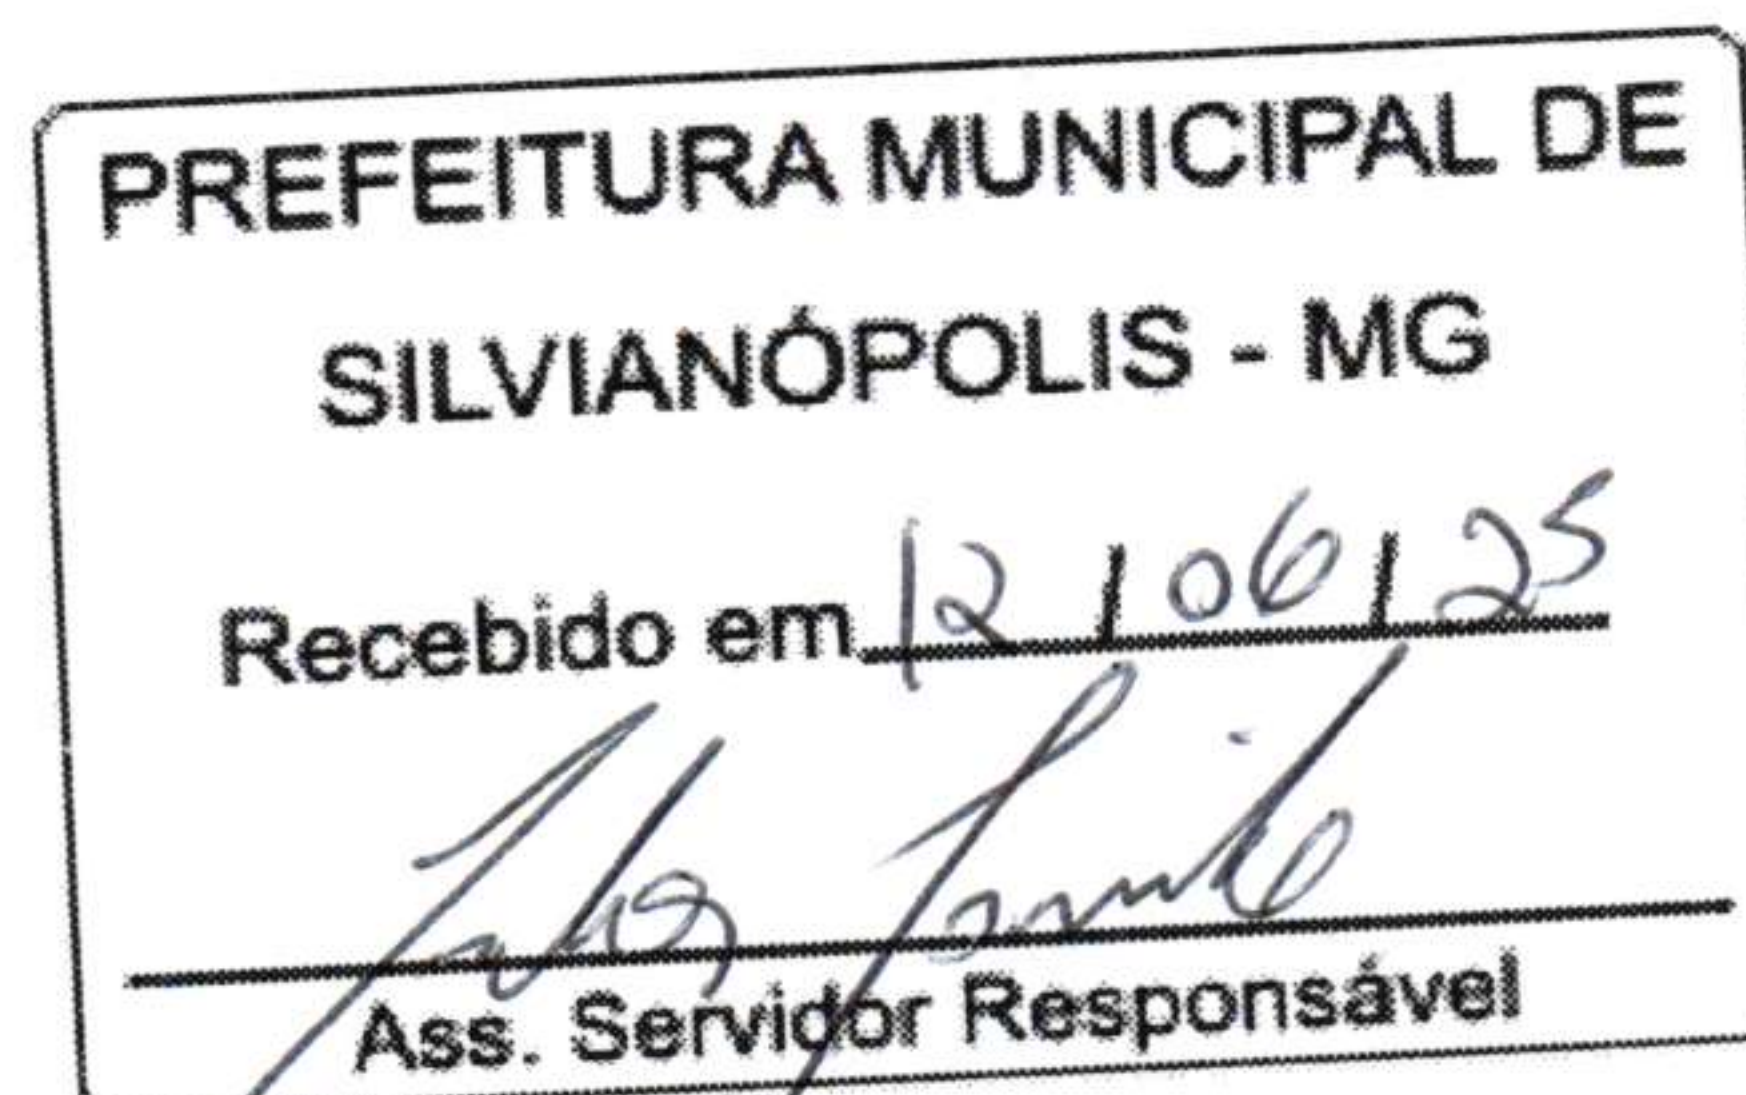 PREFEITURA MUNICIPAL DE
SILVIANÓPOLIS - MG
Recebido em 12/06/25
Ass. Servidor Responsável